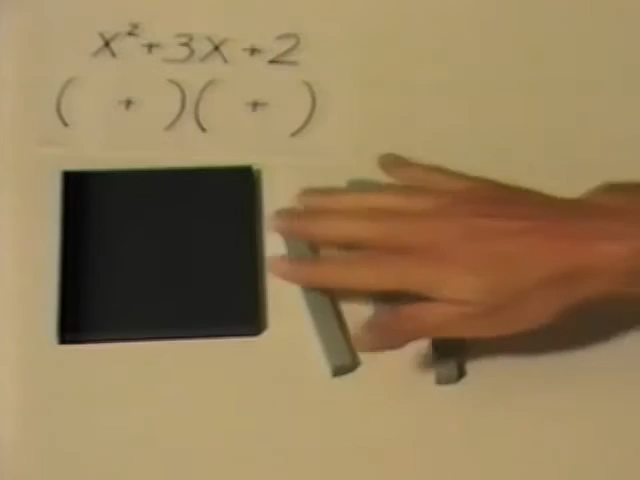 x²+3x+2
( + )( + )